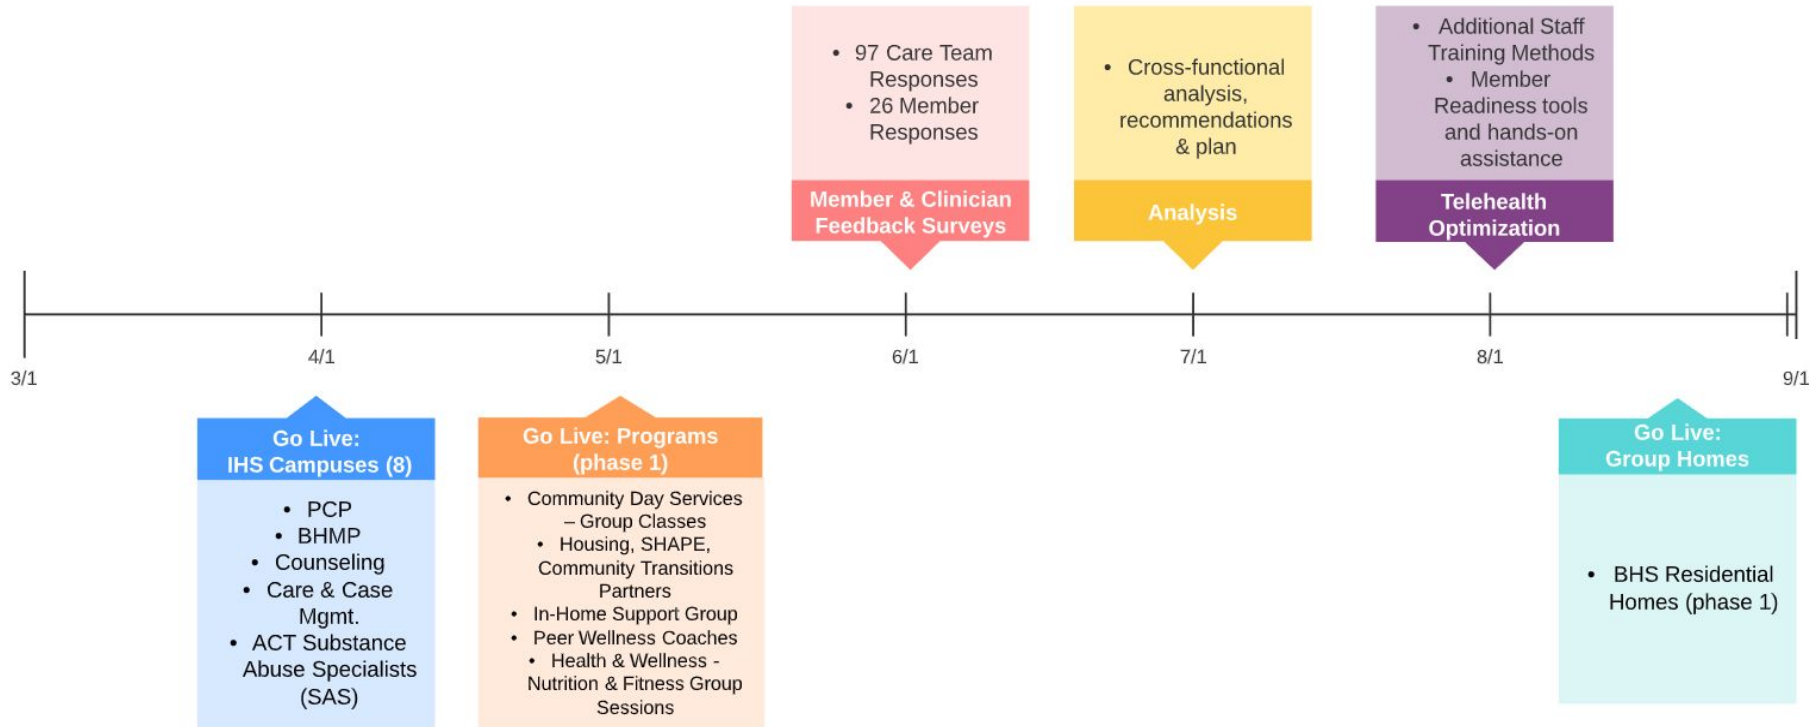 • 97 Care Team
Responses
• 26 Member
Responses
Member & Clinician
Feedback Surveys
• Cross-functional
analysis,
recommendations
& plan
Analysis
• Additional Staff
Training Methods
• Member
Readiness tools
and hands-on
assistance
Telehealth
Optimization
3/1
4/1
5/1
6/1
7/1
8/1
9/1
Go Live:
IHS Campuses (8)
• PCP
• BHMP
• Counseling
• Care & Case
Mgmt.
• ACT Substance
Abuse Specialists
(SAS)
Go Live: Programs
(phase 1)
• Community Day Services
– Group Classes
• Housing, SHAPE,
Community Transitions
Partners
• In-Home Support Group
• Peer Wellness Coaches
• Health & Wellness -
Nutrition & Fitness Group
Sessions
Go Live:
Group Homes
• BHS Residential
Homes (phase 1)